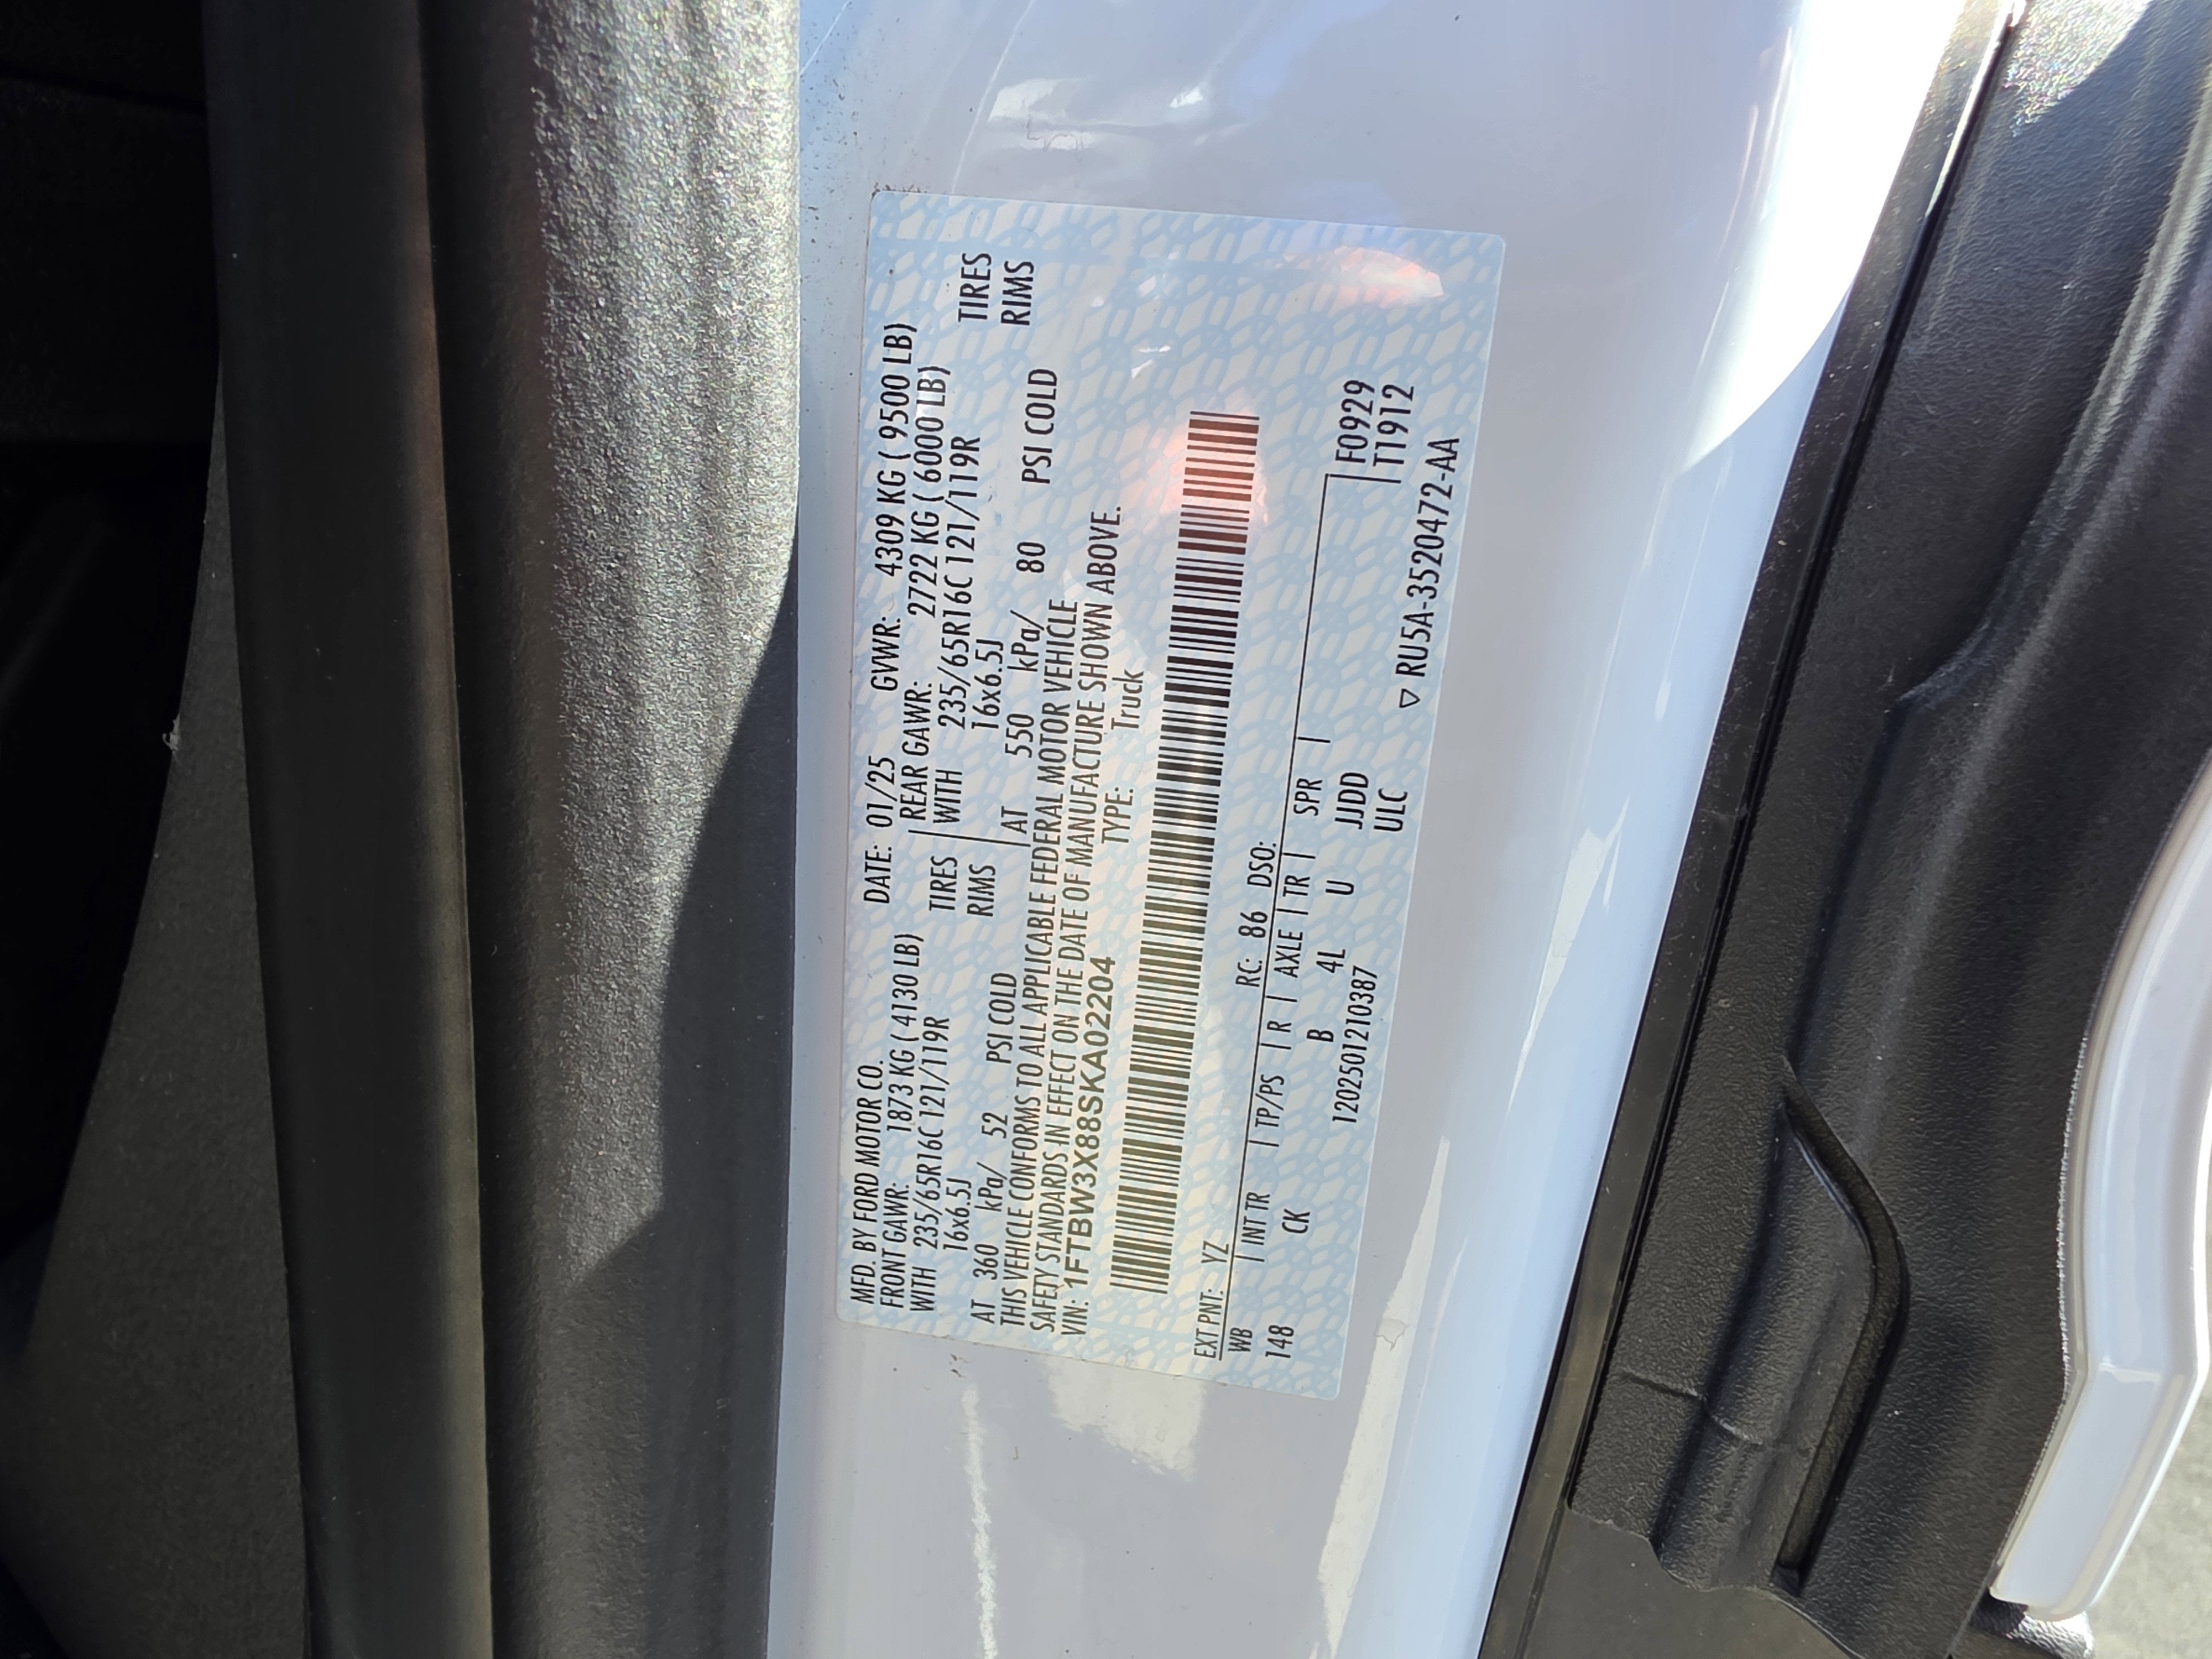 MFD. BY FORD MOTOR CO. DATE: 01/25 GVWR: 4309 KG ( 9500 LB)
FRONT GAWR: 1873 KG ( 4130 LB) REAR GAWR: 2722 KG ( 6000 LB)
WITH 235/65R16C 121/119R TIRES WITH 235/65R16C 121/119R TIRES
16x6.5J RIMS 16x6.5J RIMS
AT 360 kPa/ 52 PSI COLD AT 550 kPa/ 80 PSI COLD
THIS VEHICLE CONFORMS TO ALL APPLICABLE FEDERAL MOTOR VEHICLE
SAFETY STANDARDS IN EFFECT ON THE DATE OF MANUFACTURE SHOWN ABOVE.
VIN: 1FTBW3X88SKA02204 TYPE: Truck
EXT PNT: YZ RC: 86 DSO:
WB | INT TR | TP/PS | R | AXLE | TR | SPR |
148 CK B 4L U JJDD F0929
1202501210387 ULC T1912
▽ RU5A-3520472-AA